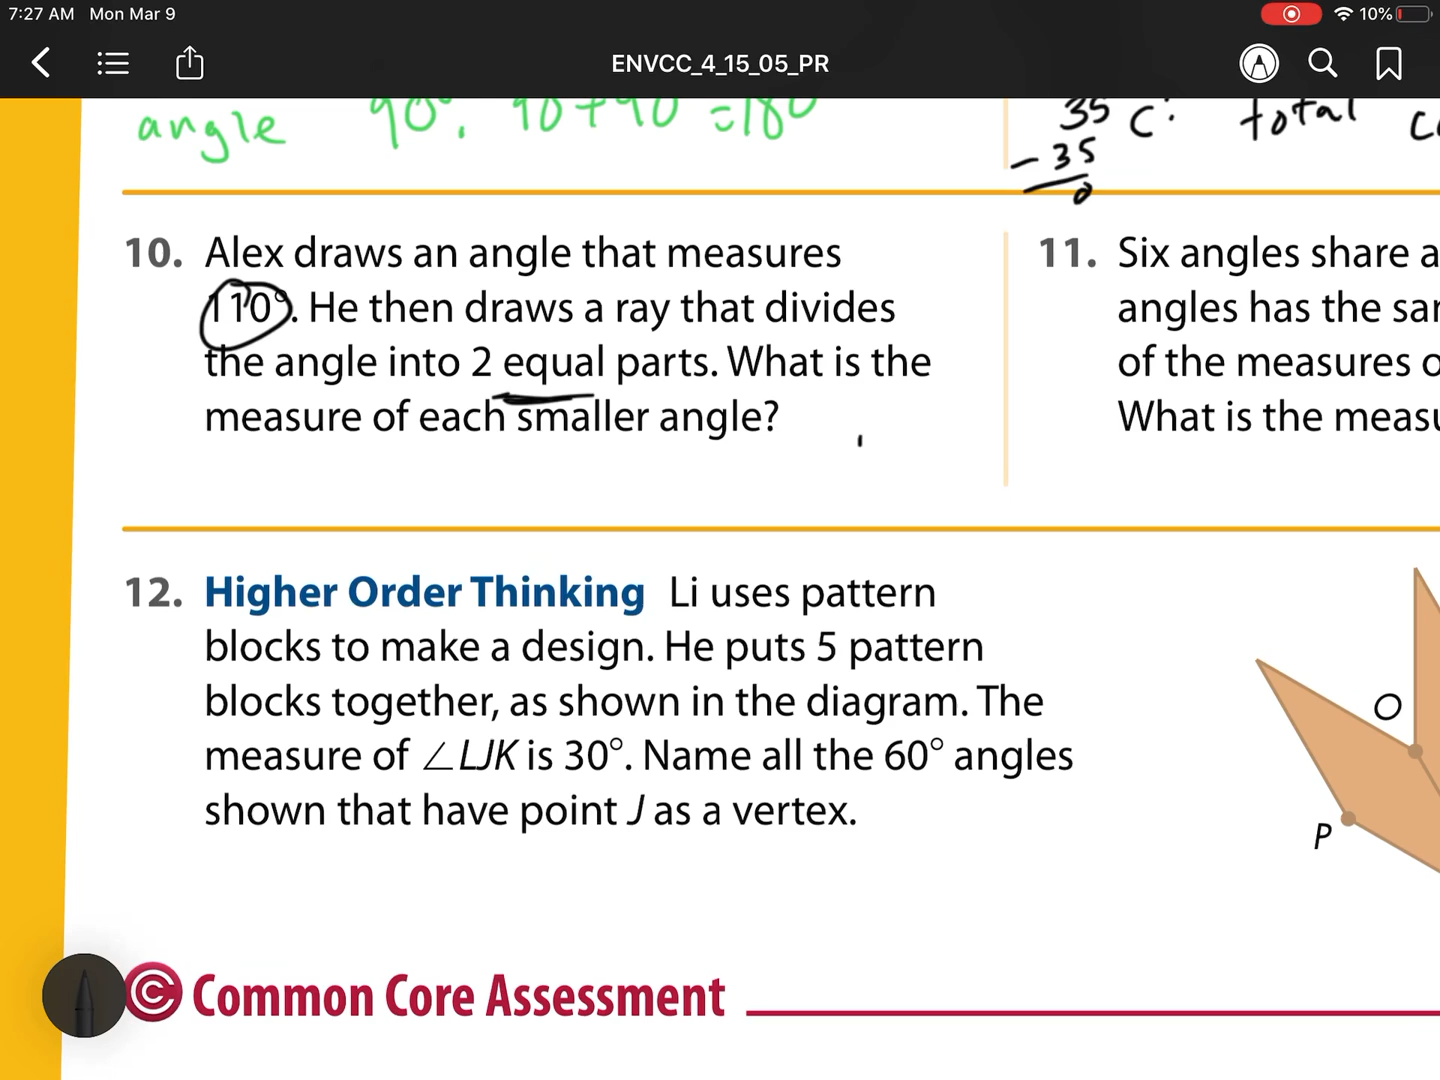 7:27 AM Mon Mar 9
10%
ENVCC_4_15_05_PR
angle 90°. 90+90 =180
35 C: total
-35
0
10. Alex draws an angle that measures
110°. He then draws a ray that divides
the angle into 2 equal parts. What is the
measure of each smaller angle?
11. Six angles share a
angles has the sar
of the measures o
What is the measu
12. Higher Order Thinking Li uses pattern
blocks to make a design. He puts 5 pattern
blocks together, as shown in the diagram. The
measure of ∠LJK is 30°. Name all the 60° angles
shown that have point J as a vertex.
O
P
© Common Core Assessment